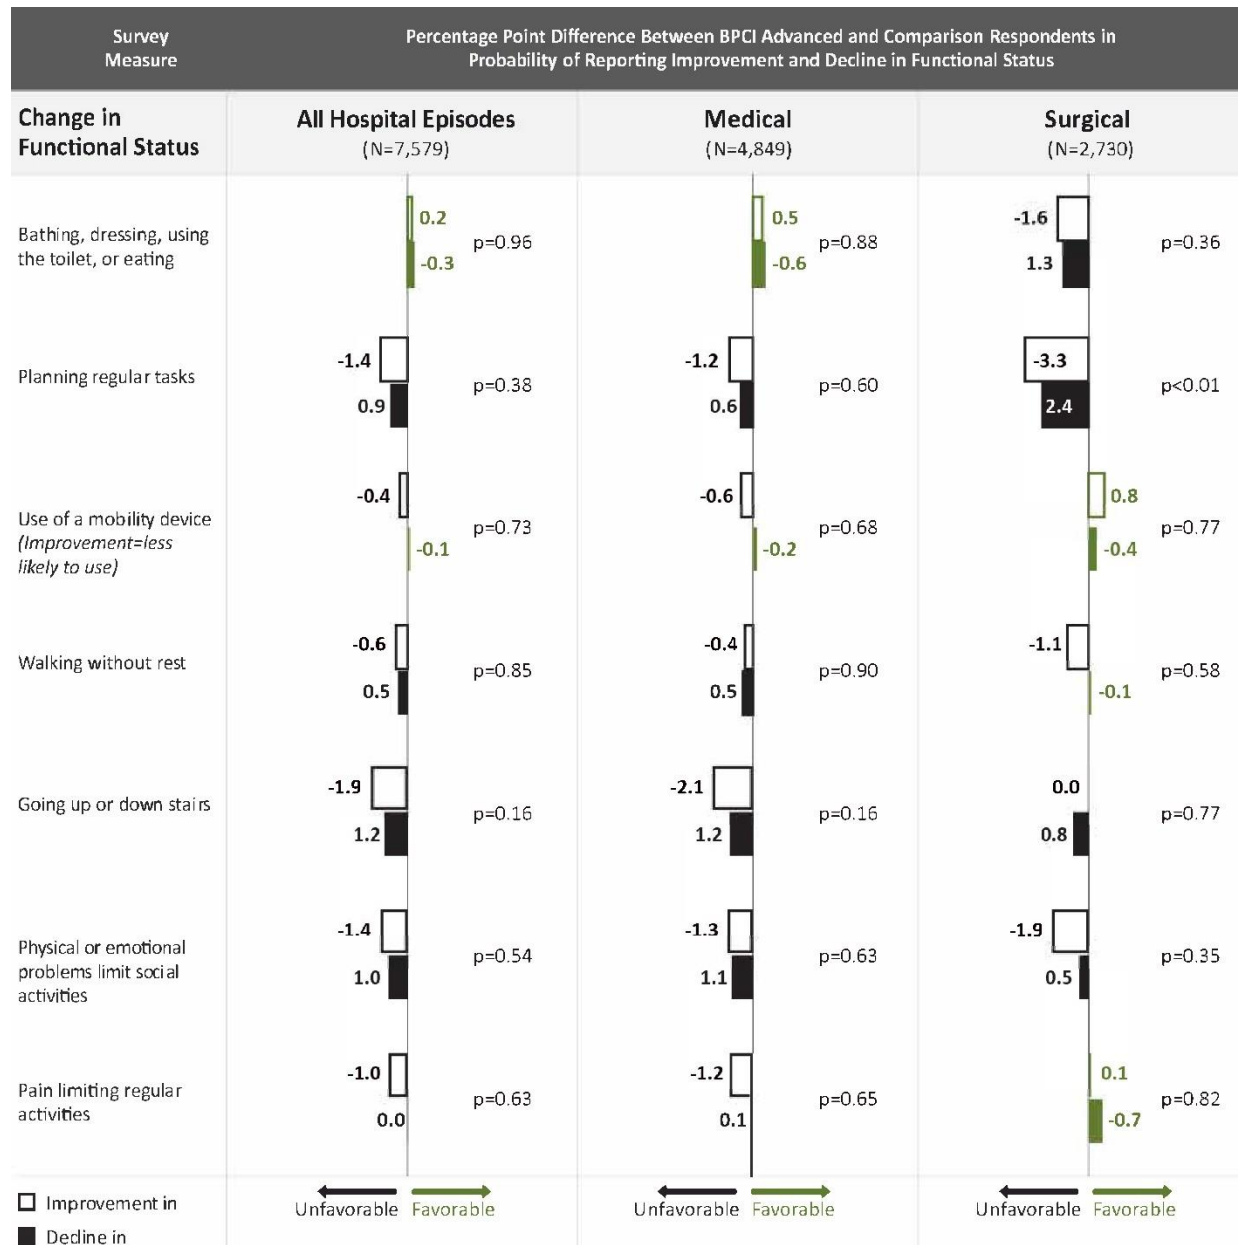 Survey
Measure
Percentage Point Difference Between BPCI Advanced and Comparison Respondents in
Probability of Reporting Improvement and Decline in Functional Status
Change in
Functional Status
All Hospital Episodes
(N=7,579)
Medical
(N=4,849)
Surgical
(N=2,730)
Bathing, dressing, using
the toilet, or eating
0.2
-0.3
p=0.96
0.5
-0.6
p=0.88
-1.6
1.3
p=0.36
Planning regular tasks
-1.4
0.9
p=0.38
-1.2
0.6
p=0.60
-3.3
2.4
p<0.01
Use of a mobility device
(Improvement=less
likely to use)
-0.4
-0.1
p=0.73
-0.6
-0.2
p=0.68
0.8
-0.4
p=0.77
Walking without rest
-0.6
0.5
p=0.85
-0.4
0.5
p=0.90
-1.1
-0.1
p=0.58
Going up or down stairs
-1.9
1.2
p=0.16
-2.1
1.2
p=0.16
0.0
0.8
p=0.77
Physical or emotional
problems limit social
activities
-1.4
1.0
p=0.54
-1.3
1.1
p=0.63
-1.9
0.5
p=0.35
Pain limiting regular
activities
-1.0
0.0
p=0.63
-1.2
0.1
p=0.65
0.1
-0.7
p=0.82
Improvement in
Decline in
Unfavorable Favorable
Unfavorable Favorable
Unfavorable Favorable